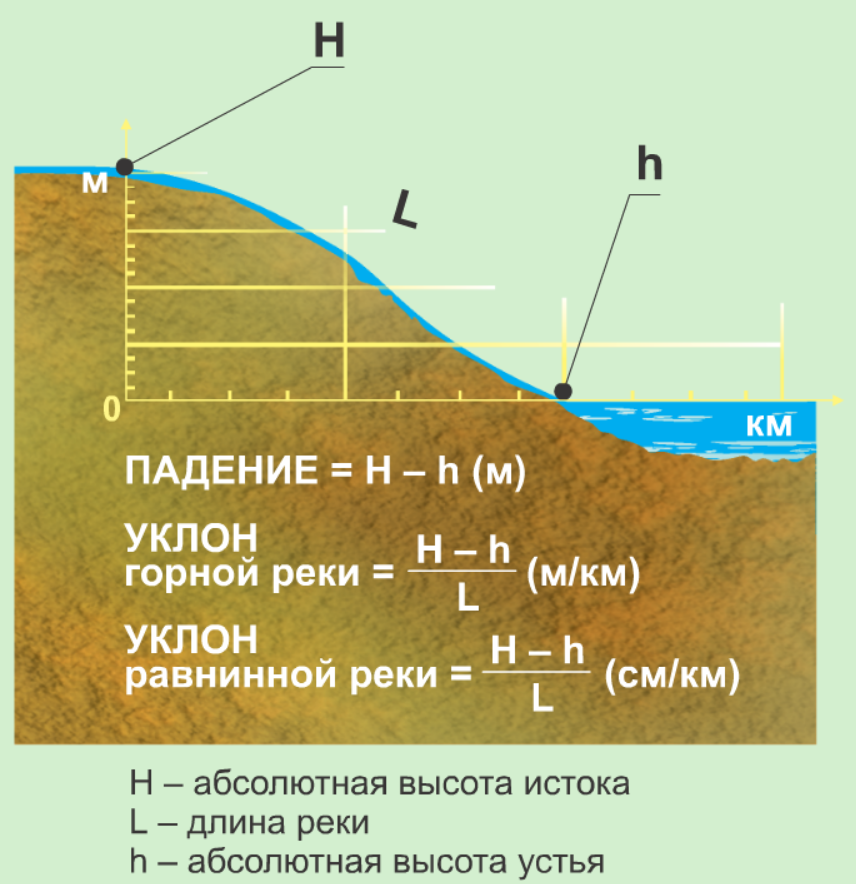 H
h
м
L
0
км
ПАДЕНИЕ = H – h (м)
УКЛОН
горной реки = H – h / L (м/км)
УКЛОН
равнинной реки = H – h / L (см/км)
H – абсолютная высота истока
L – длина реки
h – абсолютная высота устья